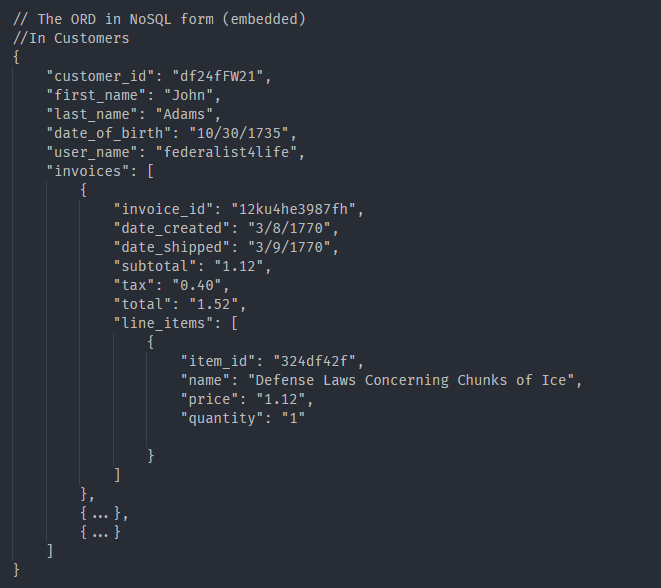 // The ORD in NoSQL form (embedded)
//In Customers
{
    "customer_id": "df24fFW21",
    "first_name": "John",
    "last_name": "Adams",
    "date_of_birth": "10/30/1735",
    "user_name": "federalist4life",
    "invoices": [
        {
            "invoice_id": "12ku4he3987fh",
            "date_created": "3/8/1770",
            "date_shipped": "3/9/1770",
            "subtotal": "1.12",
            "tax": "0.40",
            "total": "1.52",
            "line_items": [
                {
                    "item_id": "324df42f",
                    "name": "Defense Laws Concerning Chunks of Ice",
                    "price": "1.12",
                    "quantity": "1"
                }
            ]
        },
        {...},
        {...}
    ]
}